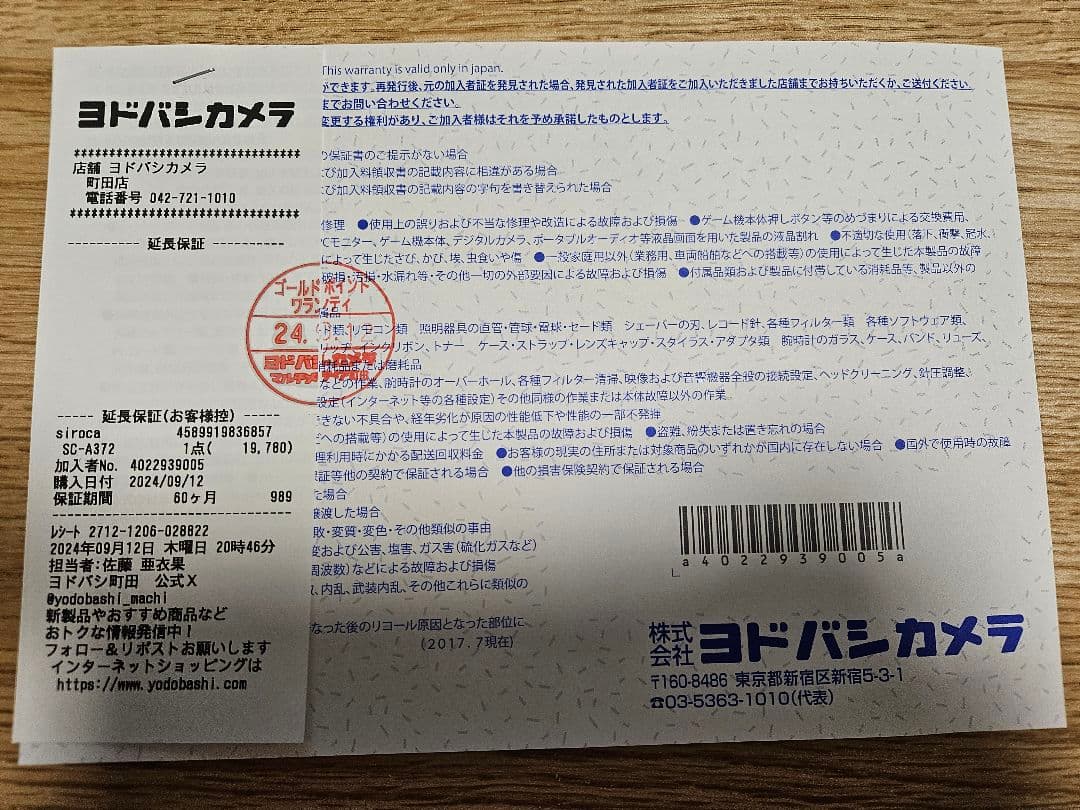 ヨドバシカメラ
店舗 ヨドバシカメラ
町田店
電話番号 042-721-1010
延長保証
延長保証(お客様控)
siroca 4589919836857
SC-A372 1点( 19,780)
加入者No. 4022939005
購入日付 2024/09/12
保証期間 60ヶ月 989
レシート 2712-1206-028822
2024年09月12日 木曜日 20時46分
担当者:佐藤 亜衣果
ヨドバシ町田 公式X
@yodobashi_machi
新製品やおすすめ商品など
おトクな情報発信中！
フォロー＆リポストお願いします
インターネットショッピングは
https://www.yodobashi.com
ゴールドポイント
ワランティ
24.
ヨドバシカメラ
This warranty is valid only in japan.
ができます。再発行後、元の加入者証を発見された場合、発見された加入者証をご加入いただきました店舗までお持ちいただくか、ご送付ください。
までお問い合わせください。
変更する権利があり、ご加入者様はそれを予め承諾したものとします。
の保証書のご提示がない場合
び加入料領収書の記載内容に相違がある場合
び加入料領収書の記載内容の字句を書き替えられた場合
修理 ●使用上の誤りおよび不当な修理や改造による故障および損傷 ●ゲーム機本体押しボタン等のめづまりによる交換費用、
Cモニター、ゲーム機本体、デジタルカメラ、ポータブルオーディオ等液晶画面を用いた製品の液晶割れ ●不適切な使用(落下、衝撃、冠水、
によって生じたさび、かび、埃、虫食いや傷 ●一般家庭用以外(業務用、車両船舶などへの搭載等)の使用によって生じた本製品の故障
破損・汚損・水漏れ等・その他一切の外部要因による故障および損傷 ●付属品類および製品に付帯している消耗品等、製品以外の
属品
ド類、リモコン類 照明器具の直管・管球・電球・セード類 シェーバーの刃、レコード針、各種フィルター類 各種ソフトウェア類、
リッヂ、インクリボン、トナー ケース・ストラップ・レンズキャップ・スタイラス・アダプタ類 腕時計のガラス、ケース、バンド、リューズ、
消耗品または磨耗品
などの作業、腕時計のオーバーホール、各種フィルター清掃、映像および音響機器全般の接続設定、ヘッドクリーニング、針圧調整、
設定(インターネット等の各種設定)その他同様の作業または本体故障以外の作業
できない不具合や、経年劣化が原因の性能低下や性能の一部不発揮
どへの搭載等)の使用によって生じた本製品の故障および損傷 ●盗難、紛失または置き忘れの場合
理利用時にかかる配送回収料金 ●お客様の現実の住所または対象商品のいずれかが国内に存在しない場合 ●国外で使用時の故障
証等他の契約で保証される場合 ●他の損害保険契約で保証される場合
た場合
譲渡した場合
敗・変質・変色・その他類似の事由
変および公害、塩害、ガス害(硫化ガスなど)
周波数)などによる故障および損傷
、内乱、武装内乱、その他これらに類似の
なった後のリコール原因となった部位に
(2017.7現在)
a4022939005a
株式会社 ヨドバシカメラ
〒160-8486 東京都新宿区新宿5-3-1
☎03-5363-1010(代表)